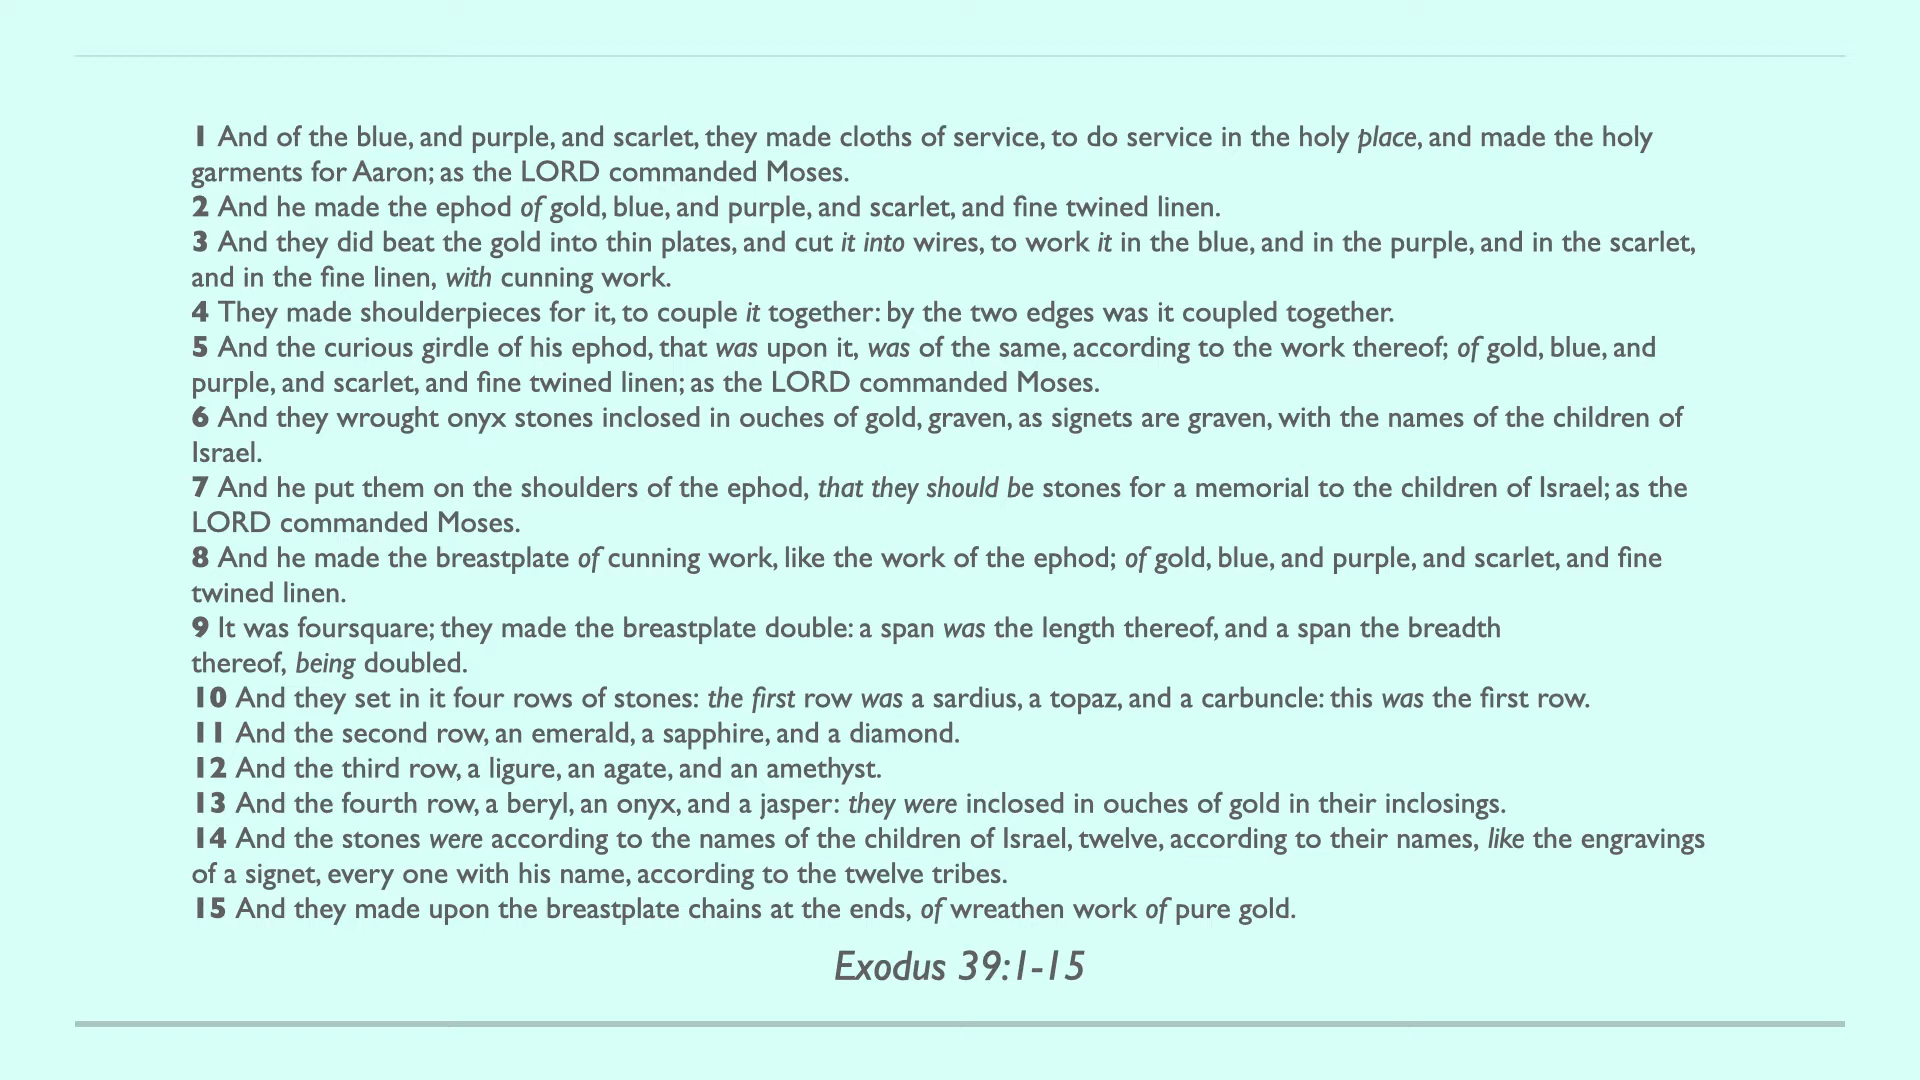 1 And of the blue, and purple, and scarlet, they made cloths of service, to do service in the holy place, and made the holy
garments for Aaron; as the LORD commanded Moses.
2 And he made the ephod of gold, blue, and purple, and scarlet, and fine twined linen.
3 And they did beat the gold into thin plates, and cut it into wires, to work it in the blue, and in the purple, and in the scarlet,
and in the fine linen, with cunning work.
4 They made shoulderpieces for it, to couple it together: by the two edges was it coupled together.
5 And the curious girdle of his ephod, that was upon it, was of the same, according to the work thereof; of gold, blue, and
purple, and scarlet, and fine twined linen; as the LORD commanded Moses.
6 And they wrought onyx stones inclosed in ouches of gold, graven, as signets are graven, with the names of the children of
Israel.
7 And he put them on the shoulders of the ephod, that they should be stones for a memorial to the children of Israel; as the
LORD commanded Moses.
8 And he made the breastplate of cunning work, like the work of the ephod; of gold, blue, and purple, and scarlet, and fine
twined linen.
9 It was foursquare; they made the breastplate double: a span was the length thereof, and a span the breadth
thereof, being doubled.
10 And they set in it four rows of stones: the first row was a sardius, a topaz, and a carbuncle: this was the first row.
11 And the second row, an emerald, a sapphire, and a diamond.
12 And the third row, a ligure, an agate, and an amethyst.
13 And the fourth row, a beryl, an onyx, and a jasper: they were inclosed in ouches of gold in their inclosings.
14 And the stones were according to the names of the children of Israel, twelve, according to their names, like the engravings
of a signet, every one with his name, according to the twelve tribes.
15 And they made upon the breastplate chains at the ends, of wreathen work of pure gold.
Exodus 39:1-15